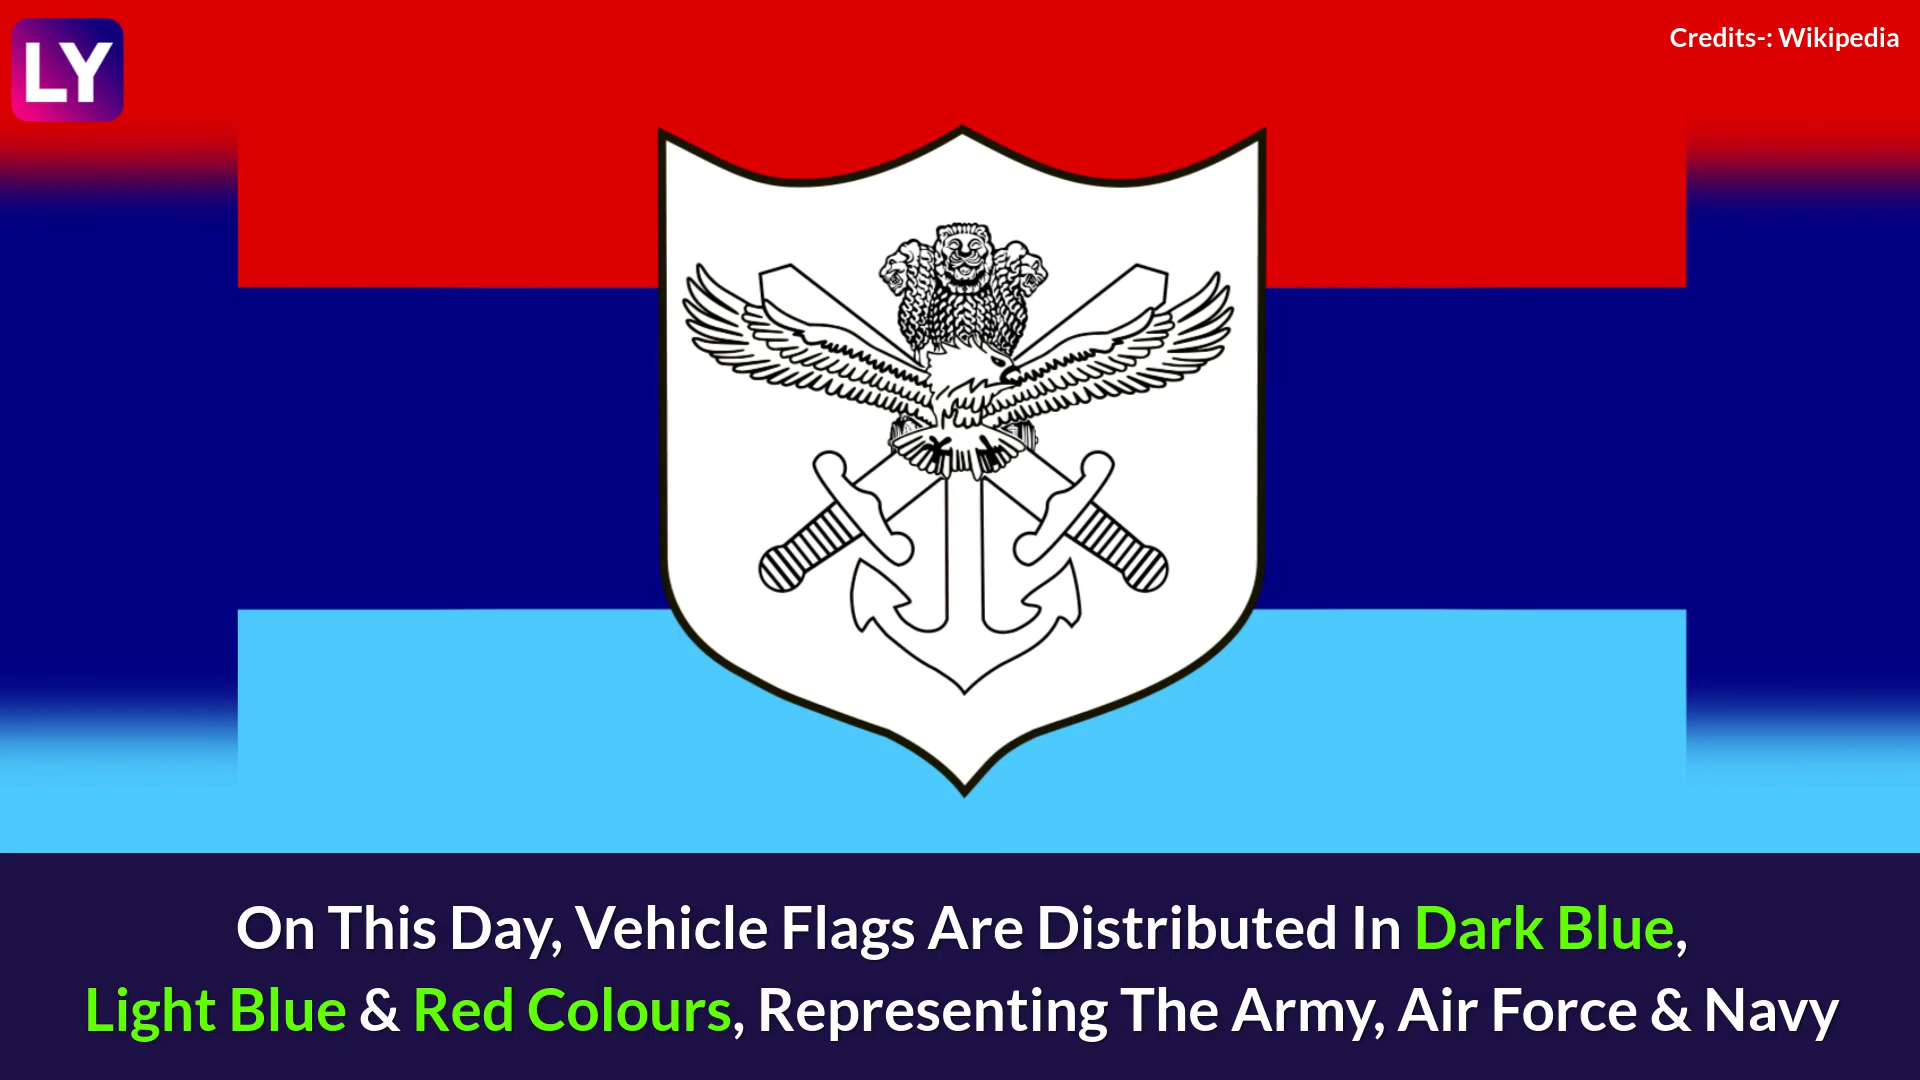 LY
Credits-: Wikipedia
On This Day, Vehicle Flags Are Distributed In Dark Blue,
Light Blue & Red Colours, Representing The Army, Air Force & Navy